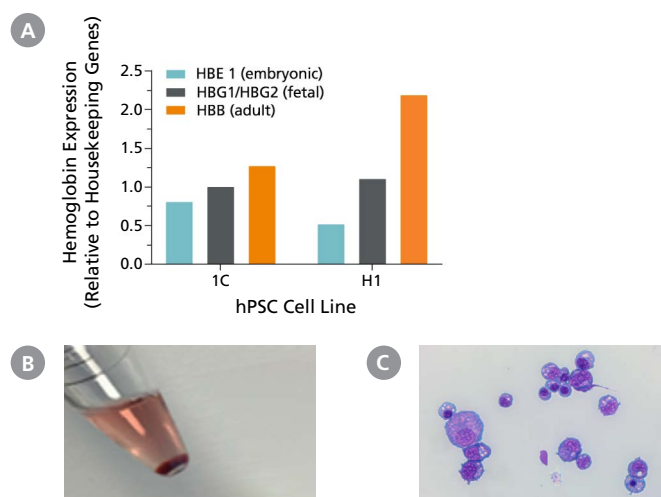 A
Hemoglobin Expression
(Relative to Housekeeping Genes)
2.5
2.0
1.5
1.0
0.5
0.0
HBE 1 (embryonic)
HBG1/HBG2 (fetal)
HBB (adult)
1C
H1
hPSC Cell Line
B
C